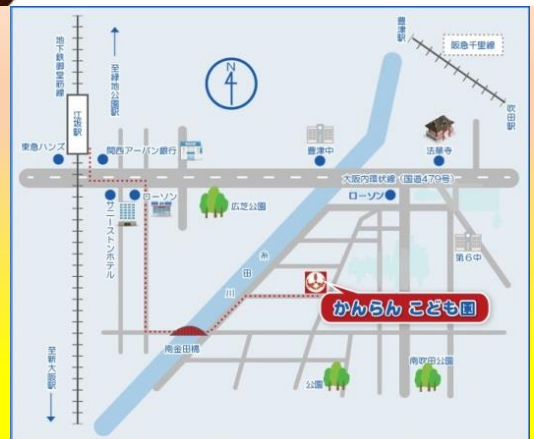 地下鉄御堂筋線
至緑地公園駅
N
豊津駅
阪急千里線
吹田駅
江坂駅
東急ハンズ
関西アーバン銀行
豊津中
法華寺
大阪内環状線(国道479号)
サニーストンホテル
ローソン
広芝公園
ローソン
糸田川
第6中
かんらん こども園
南金田橋
至新大阪駅
公園
南吹田公園